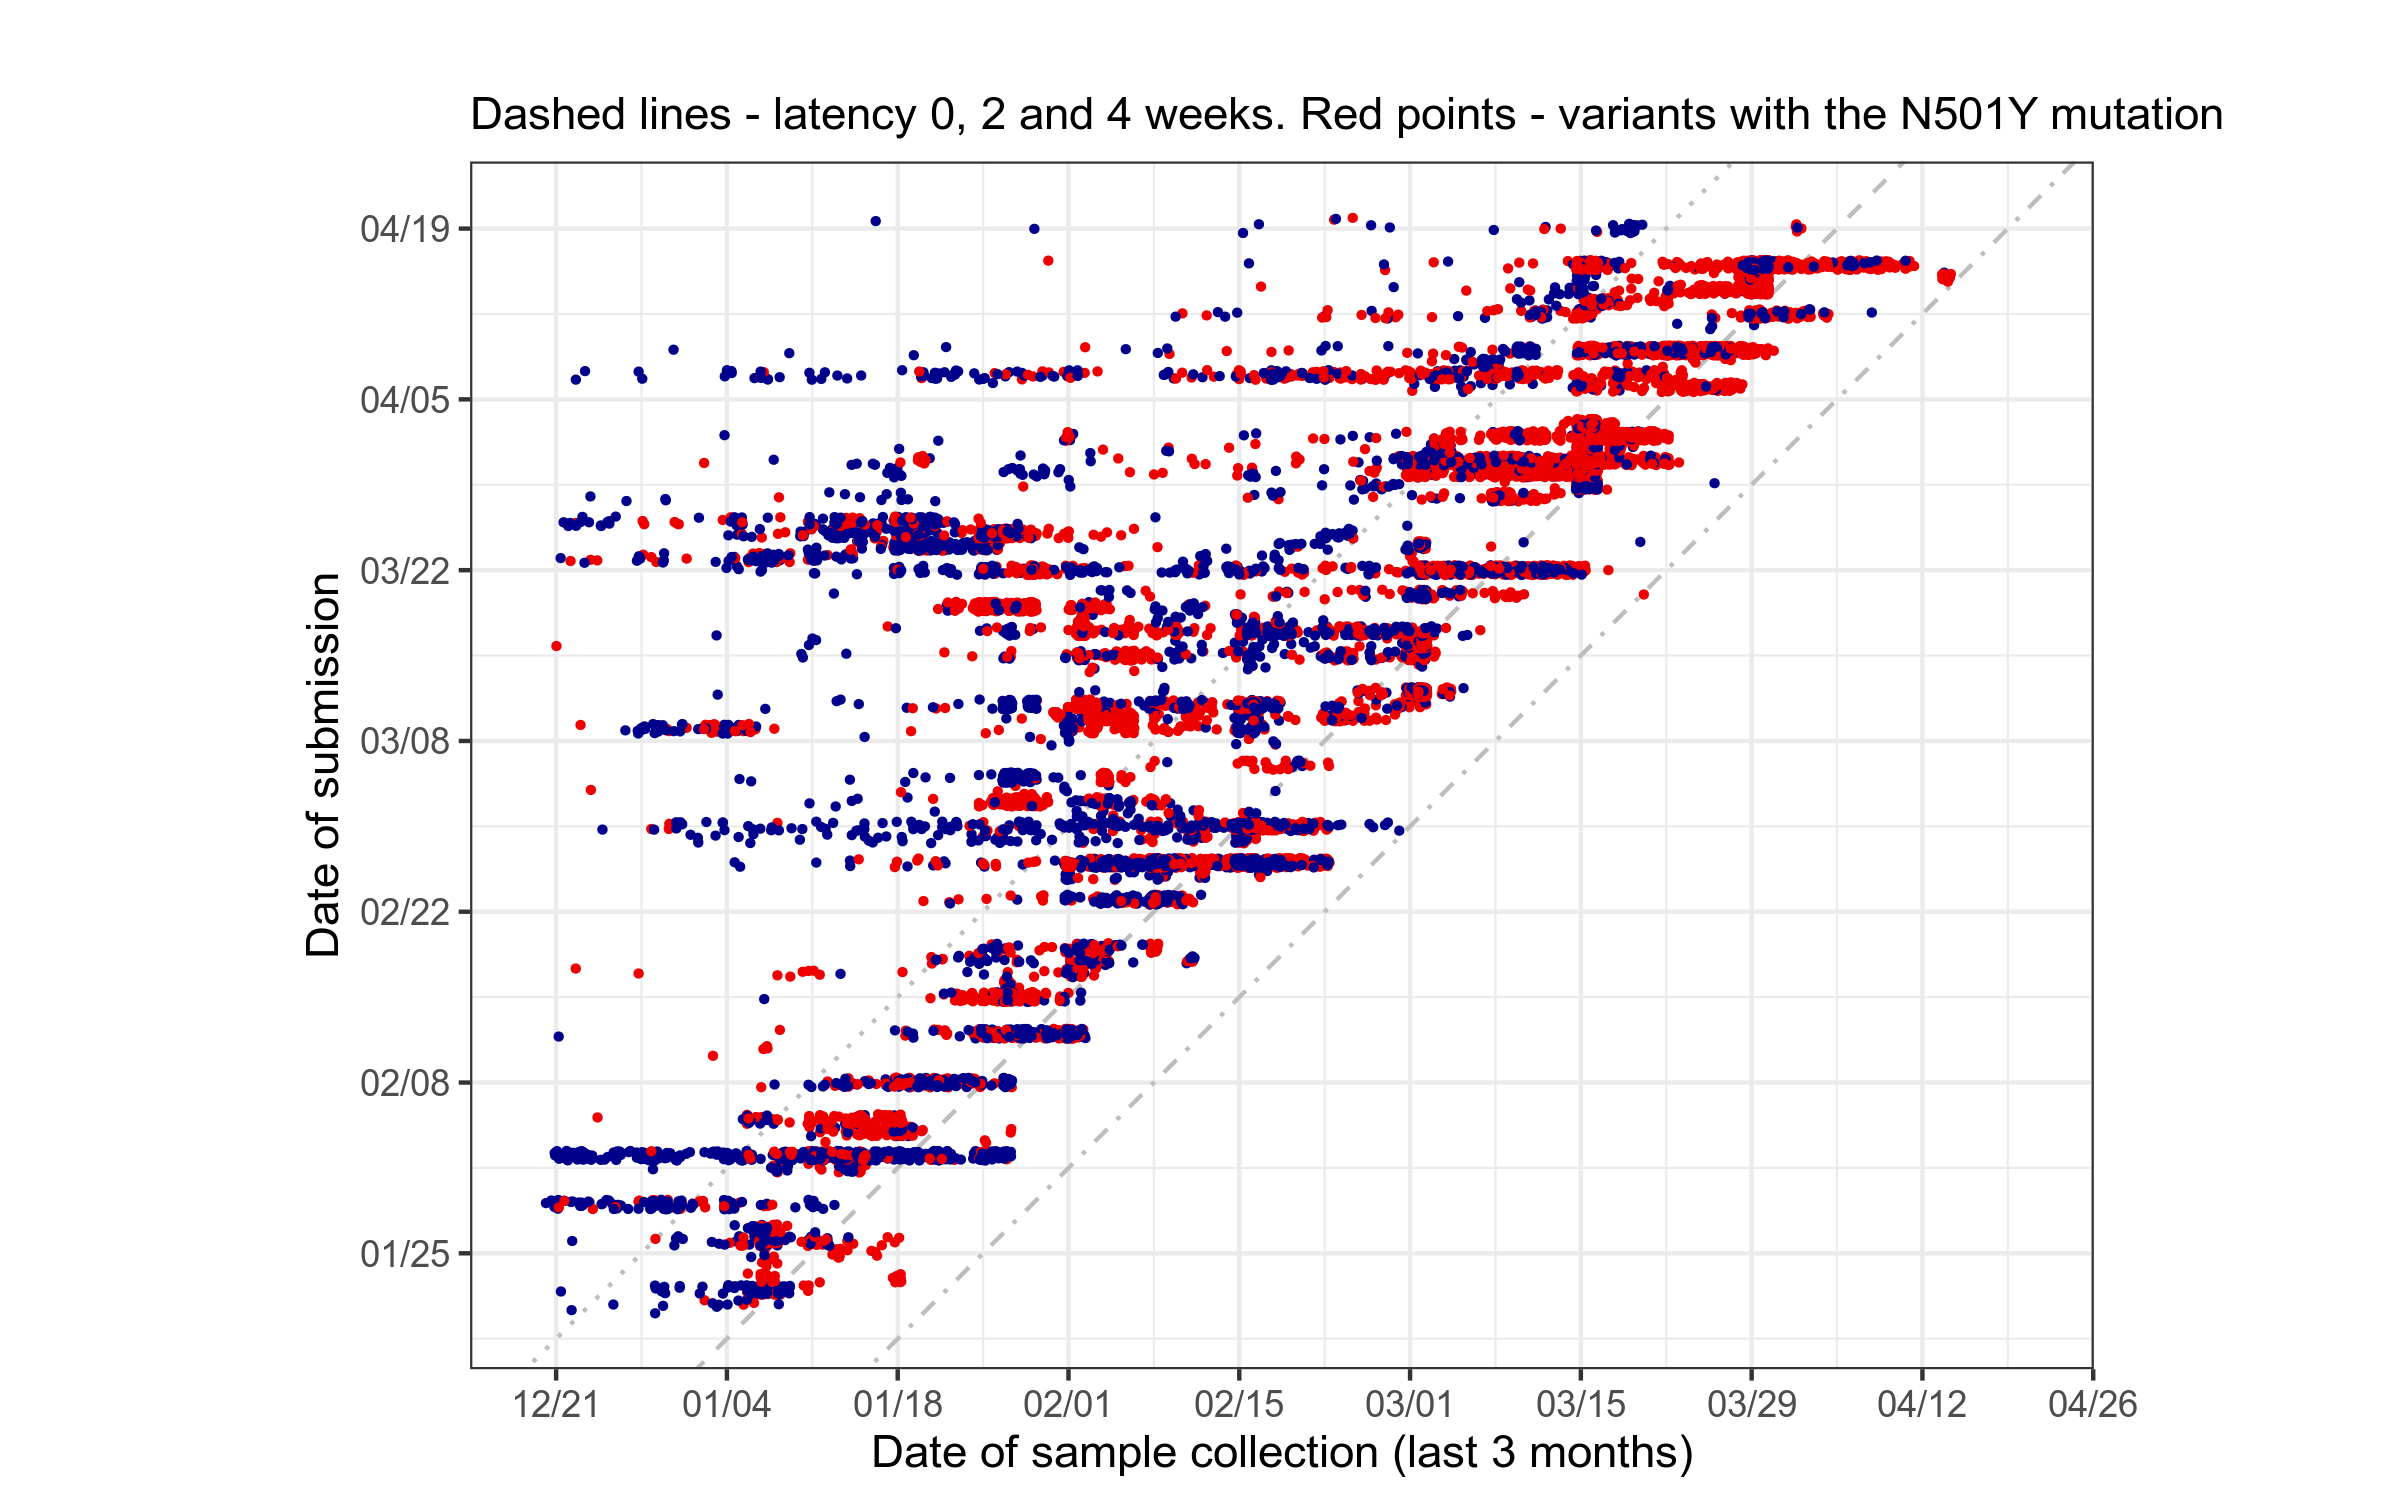 Dashed lines - latency 0, 2 and 4 weeks. Red points - variants with the N501Y mutation
Date of submission
04/19
04/05
03/22
03/08
02/22
02/08
01/25
12/21 01/04 01/18 02/01 02/15 03/01 03/15 03/29 04/12 04/26
Date of sample collection (last 3 months)